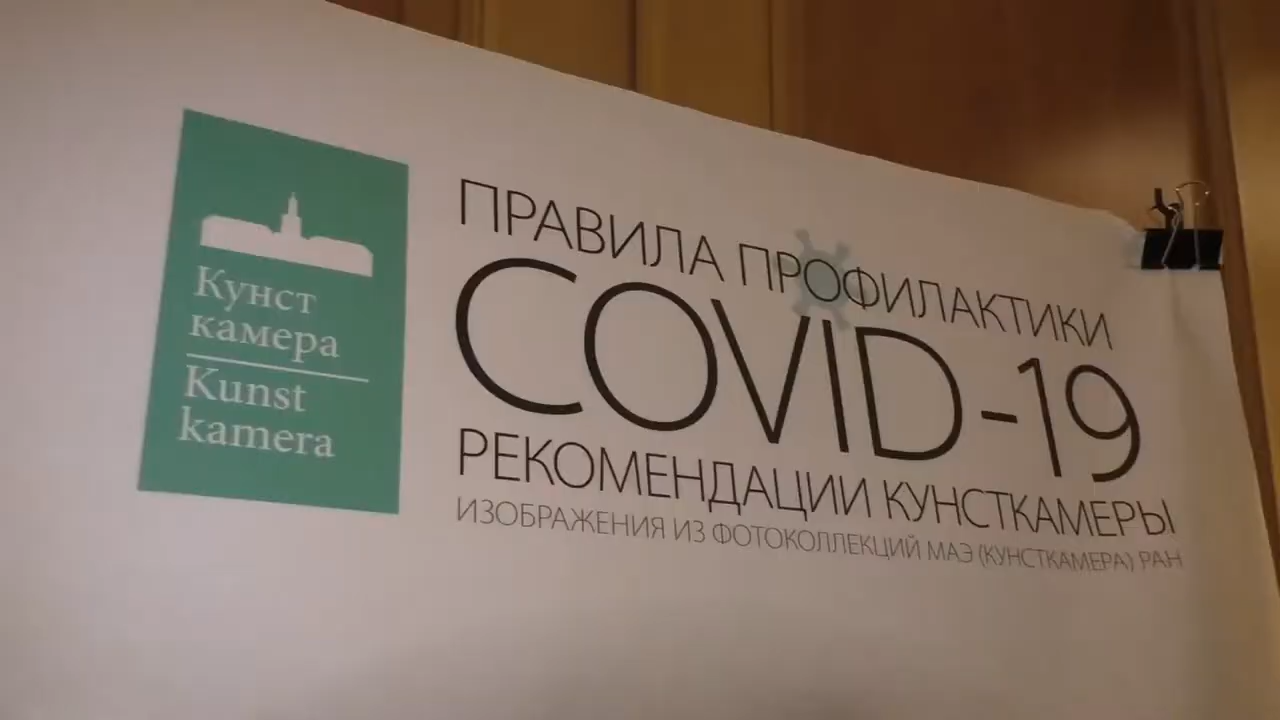 Кунст
камера
Kunst
kamera
ПРАВИЛА ПРОФИЛАКТИКИ
COVID-19
РЕКОМЕНДАЦИИ КУНСТКАМЕРЫ
ИЗОБРАЖЕНИЯ ИЗ ФОТОКОЛЛЕКЦИЙ МАЭ (КУНСТКАМЕРА) РАН